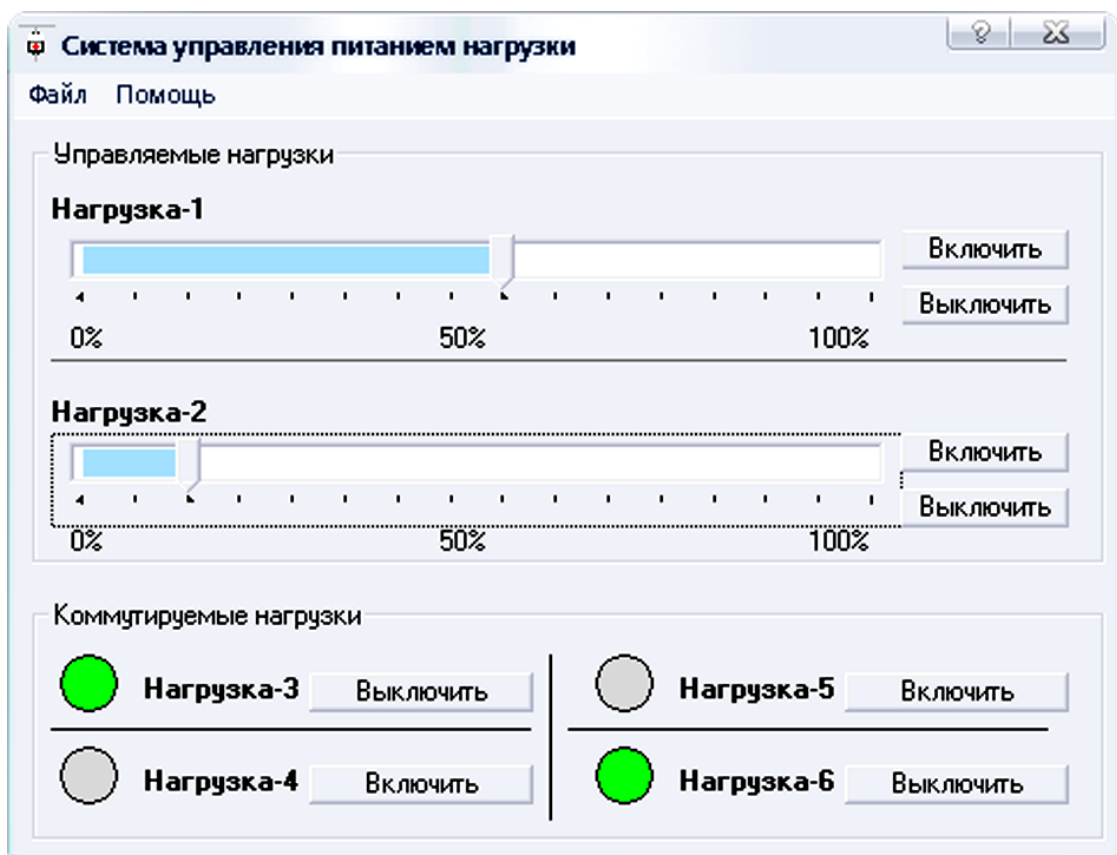 Система управления питанием нагрузки
Файл Помощь
Управляемые нагрузки
Нагрузка-1
Включить
Выключить
0% 50% 100%
Нагрузка-2
Включить
Выключить
0% 50% 100%
Коммутируемые нагрузки
Нагрузка-3 Выключить Нагрузка-5 Включить
Нагрузка-4 Включить Нагрузка-6 Выключить